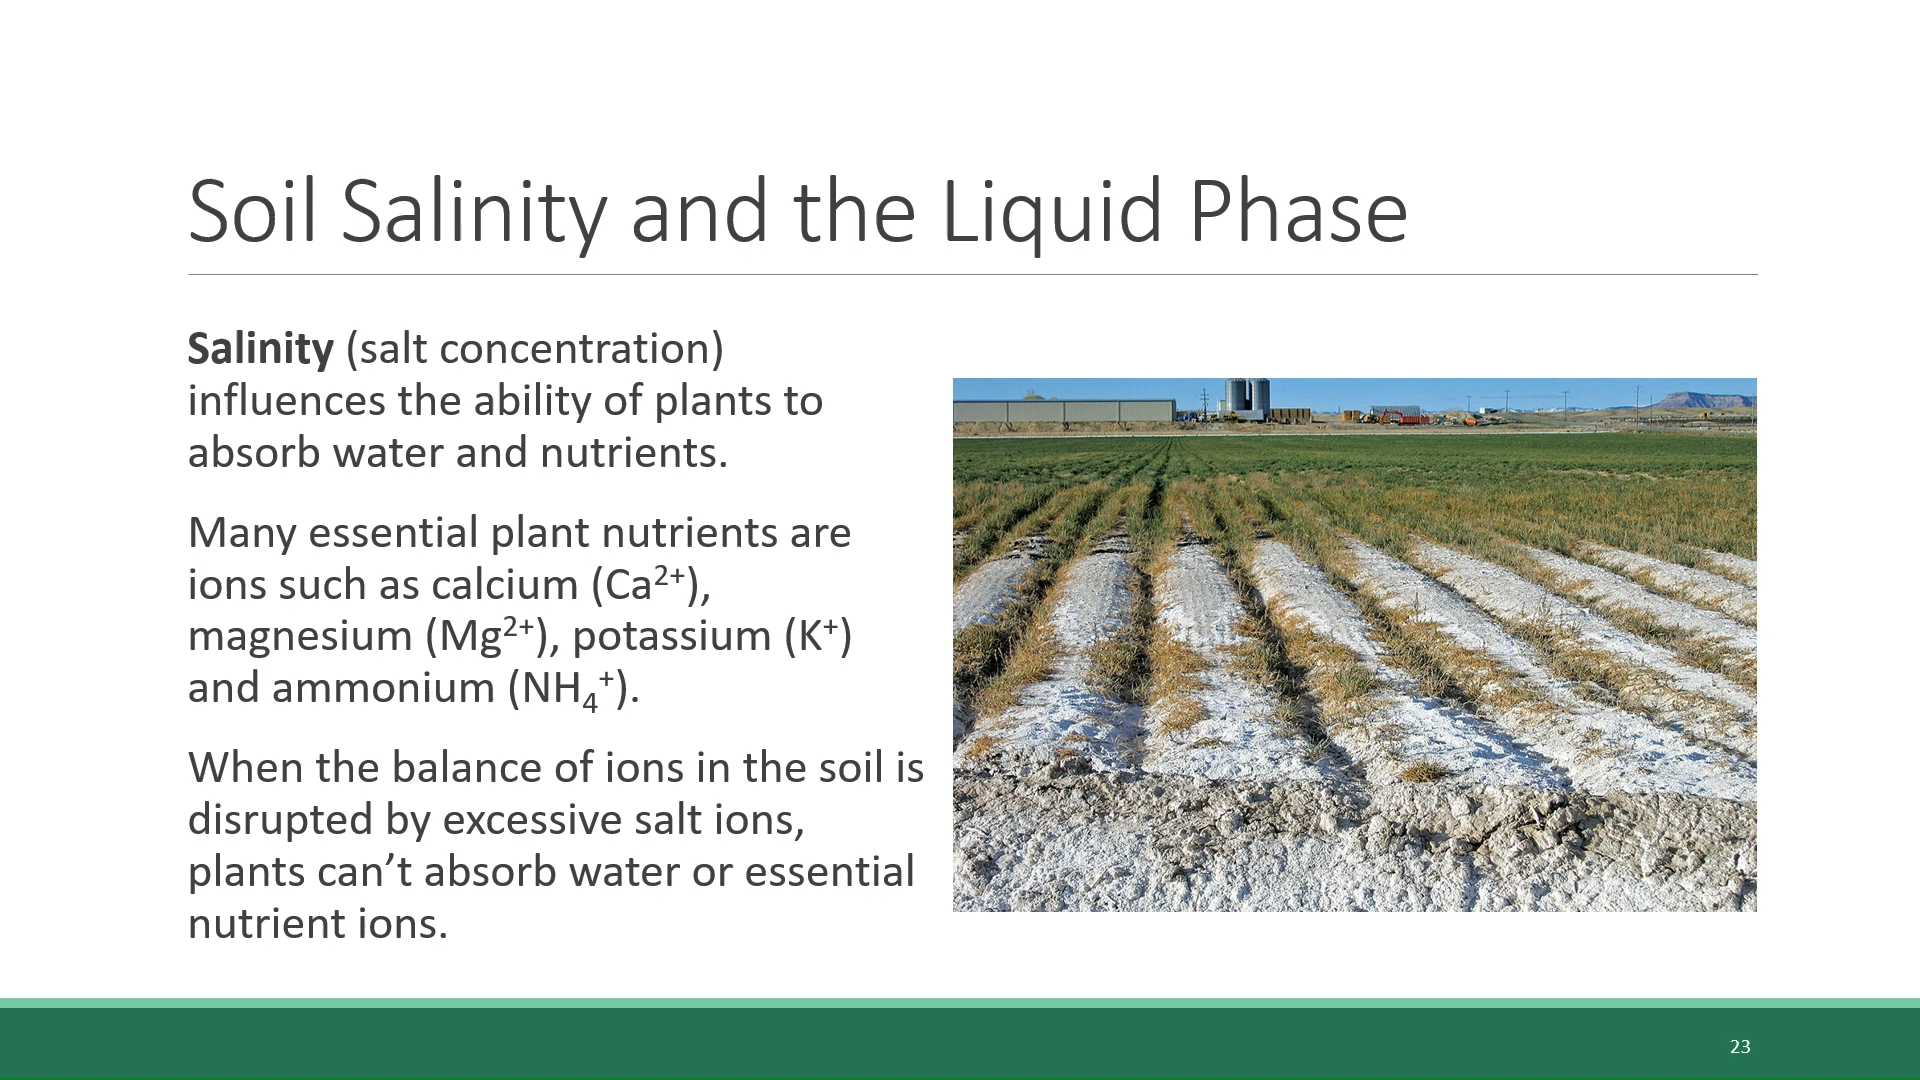 Soil Salinity and the Liquid Phase
Salinity (salt concentration)
influences the ability of plants to
absorb water and nutrients.
Many essential plant nutrients are
ions such as calcium (Ca²⁺),
magnesium (Mg²⁺), potassium (K⁺)
and ammonium (NH₄⁺).
When the balance of ions in the soil is
disrupted by excessive salt ions,
plants can’t absorb water or essential
nutrient ions.
23